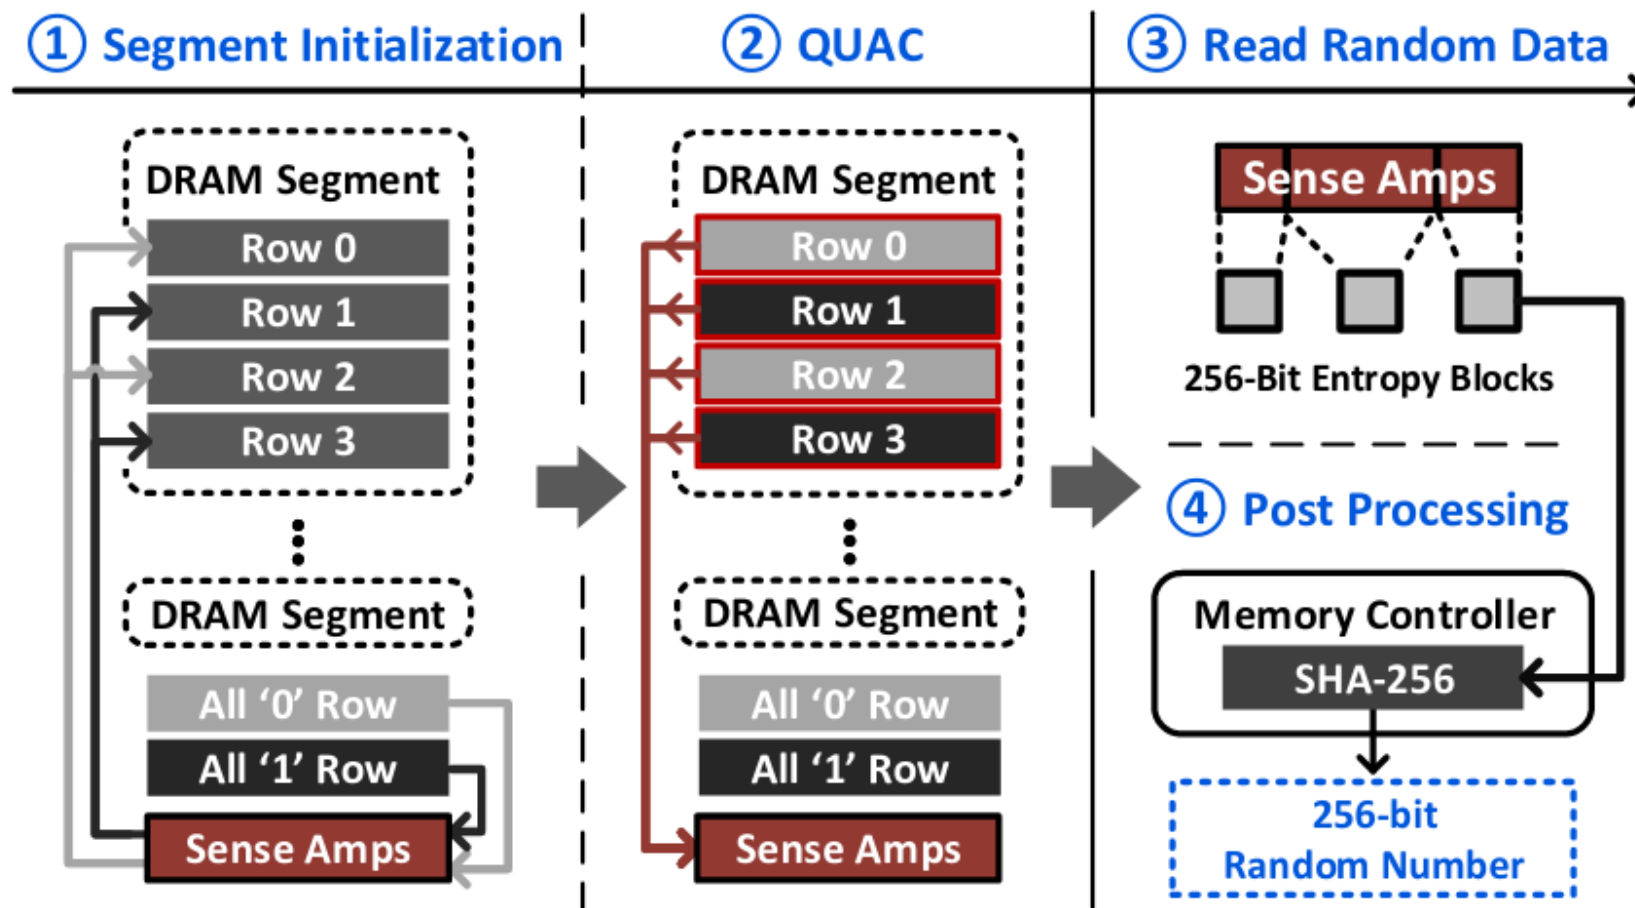 ① Segment Initialization
DRAM Segment
Row 0
Row 1
Row 2
Row 3
DRAM Segment
All ‘0’ Row
All ‘1’ Row
Sense Amps
② QUAC
DRAM Segment
Row 0
Row 1
Row 2
Row 3
DRAM Segment
All ‘0’ Row
All ‘1’ Row
Sense Amps
③ Read Random Data
Sense Amps
256-Bit Entropy Blocks
④ Post Processing
Memory Controller
SHA-256
256-bit
Random Number